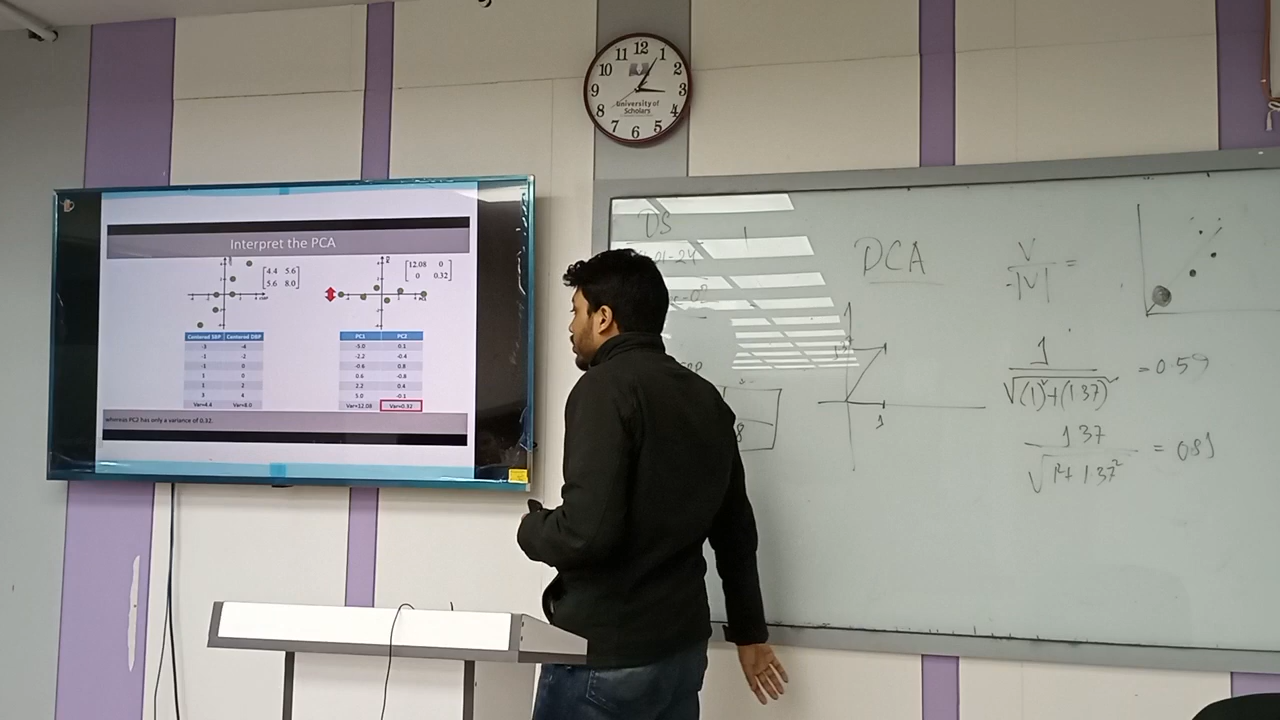 12
11
1
10
2
9
3
8
4
7
5
6
University of
Scholars
Interpret the PCA
4.4 5.6
5.6 8.0
12.08 0
0 0.32
Centered SBP Centered DBP
-3 -4
-1 -2
-1 0
1 0
1 2
3 4
Var=4.4 Var=8.0
PC1 PC2
-5.0 0.1
-2.2 -0.4
-0.6 0.8
0.6 -0.8
2.2 0.4
5.0 -0.1
Var=12.08 Var=0.32
whereas PC2 has only a variance of 0.32.
DS
01-24
PCA
V
|V| =
1
√(1)²+(1.37)² = 0.59
1.37
√1²+1.37² = 0.81
1
8